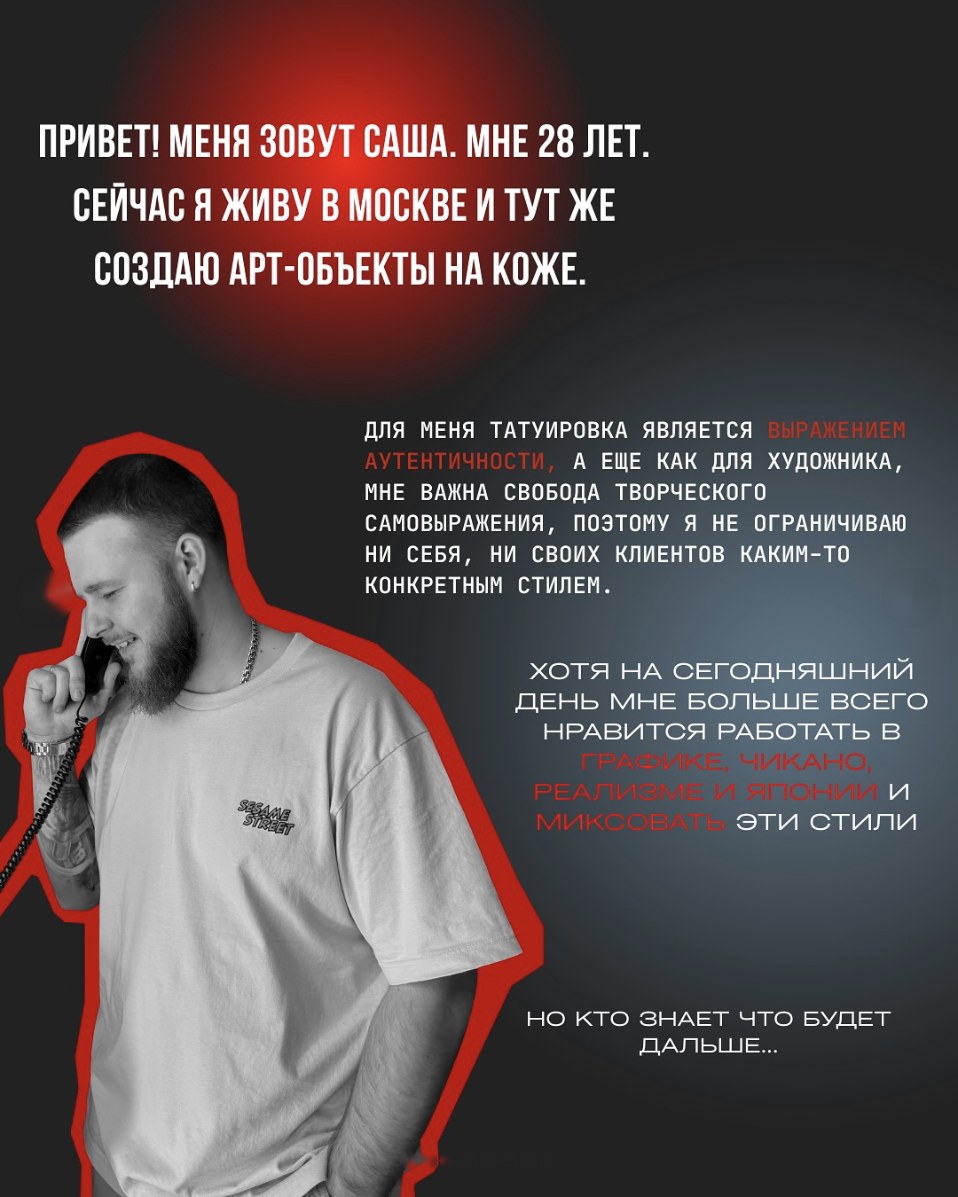 ПРИВЕТ! МЕНЯ ЗОВУТ САША. МНЕ 28 ЛЕТ.
СЕЙЧАС Я ЖИВУ В МОСКВЕ И ТУТ ЖЕ
СОЗДАЮ АРТ-ОБЪЕКТЫ НА КОЖЕ.
ДЛЯ МЕНЯ ТАТУИРОВКА ЯВЛЯЕТСЯ ВЫРАЖЕНИЕМ
АУТЕНТИЧНОСТИ, А ЕЩЕ КАК ДЛЯ ХУДОЖНИКА,
МНЕ ВАЖНА СВОБОДА ТВОРЧЕСКОГО
САМОВЫРАЖЕНИЯ, ПОЭТОМУ Я НЕ ОГРАНИЧИВАЮ
НИ СЕБЯ, НИ СВОИХ КЛИЕНТОВ КАКИМ-ТО
КОНКРЕТНЫМ СТИЛЕМ.
ХОТЯ НА СЕГОДНЯШНИЙ
ДЕНЬ МНЕ БОЛЬШЕ ВСЕГО
НРАВИТСЯ РАБОТАТЬ В
ГРАФИКЕ, ЧИКАНО,
РЕАЛИЗМЕ И ЯПОНИИ И
МИКСОВАТЬ ЭТИ СТИЛИ
SESAME
STREET
НО КТО ЗНАЕТ ЧТО БУДЕТ
ДАЛЬШЕ...